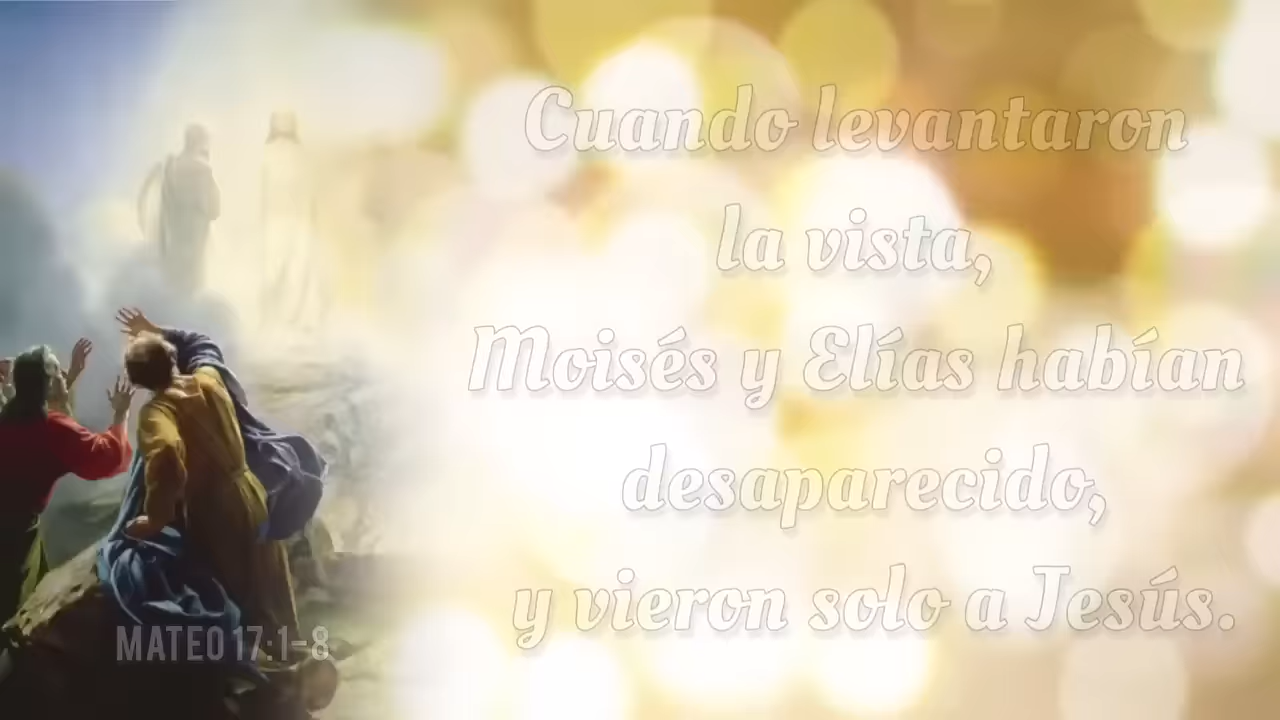 Cuando levantaron
la vista,
Moisés y Elías habían
desaparecido,
y vieron solo a Jesús.
MATEO 17:1-8